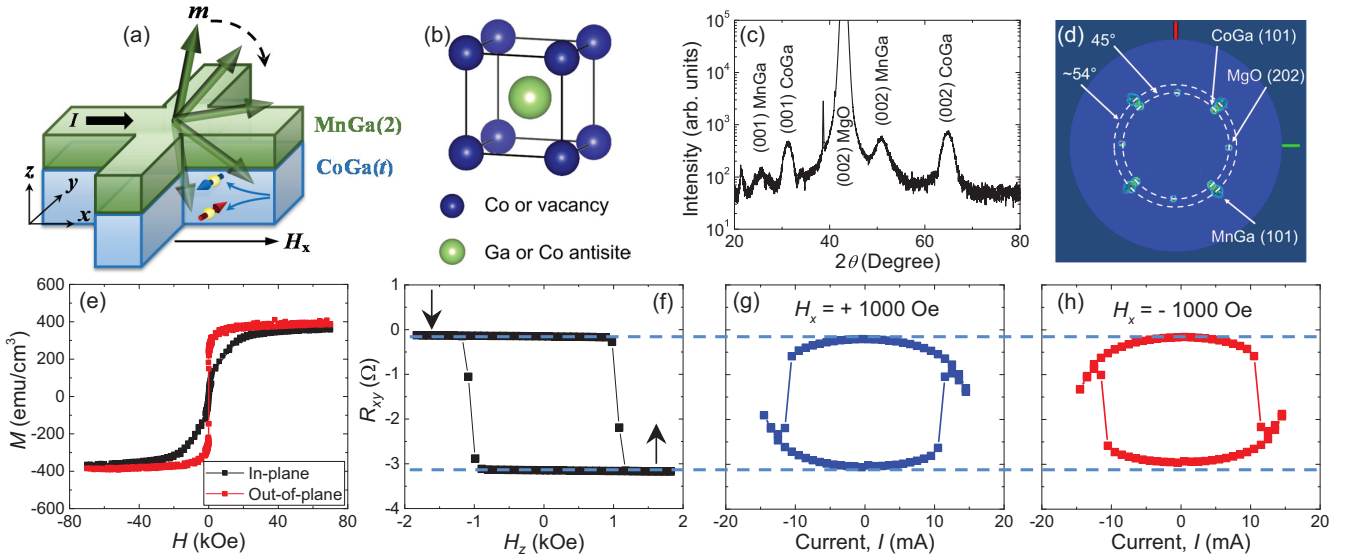 (a)
m
I
MnGa(2)
CoGa(t)
z
y
x
Hx
(b)
Co or vacancy
Ga or Co antisite
(c)
Intensity (arb. units)
10^5
10^4
10^3
10^2
10^1
(001) MnGa
(001) CoGa
(002) MgO
(002) MnGa
(002) CoGa
20 40 60 80
2θ (Degree)
(d)
45°
~54°
CoGa (101)
MgO (202)
MnGa (101)
(e)
M (emu/cm^3)
600
400
200
0
-200
-400
-600
In-plane
Out-of-plane
-80 -40 0 40 80
H (kOe)
(f)
R_xy (Ω)
1
0
-1
-2
-3
-4
-2 -1 0 1 2
H_z (kOe)
(g)
H_x = + 1000 Oe
-20 -10 0 10 20
Current, I (mA)
(h)
H_x = - 1000 Oe
-20 -10 0 10 20
Current, I (mA)